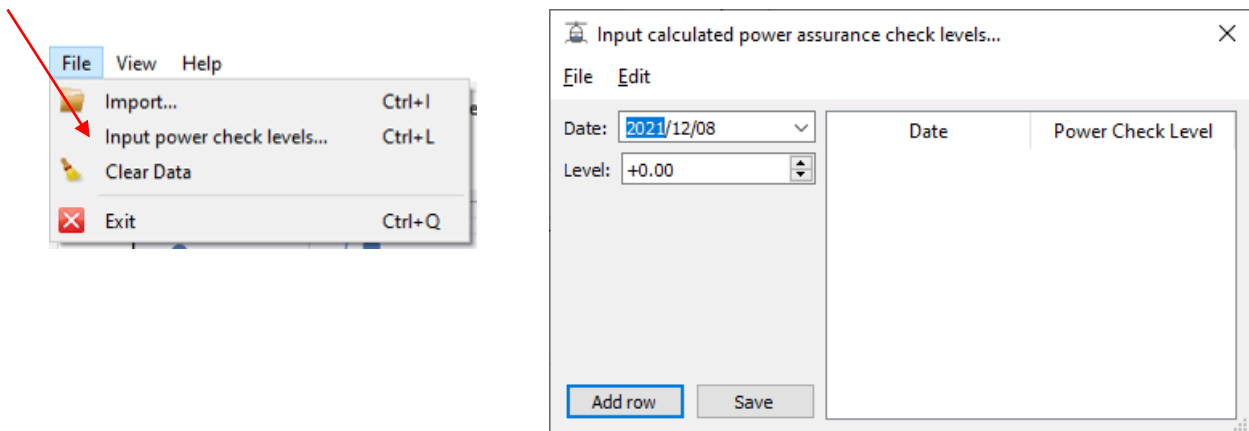 File View Help
Import... Ctrl+I
Input power check levels... Ctrl+L
Clear Data
Exit Ctrl+Q
Input calculated power assurance check levels...
File Edit
Date: 2021/12/08
Level: +0.00
Date Power Check Level
Add row Save